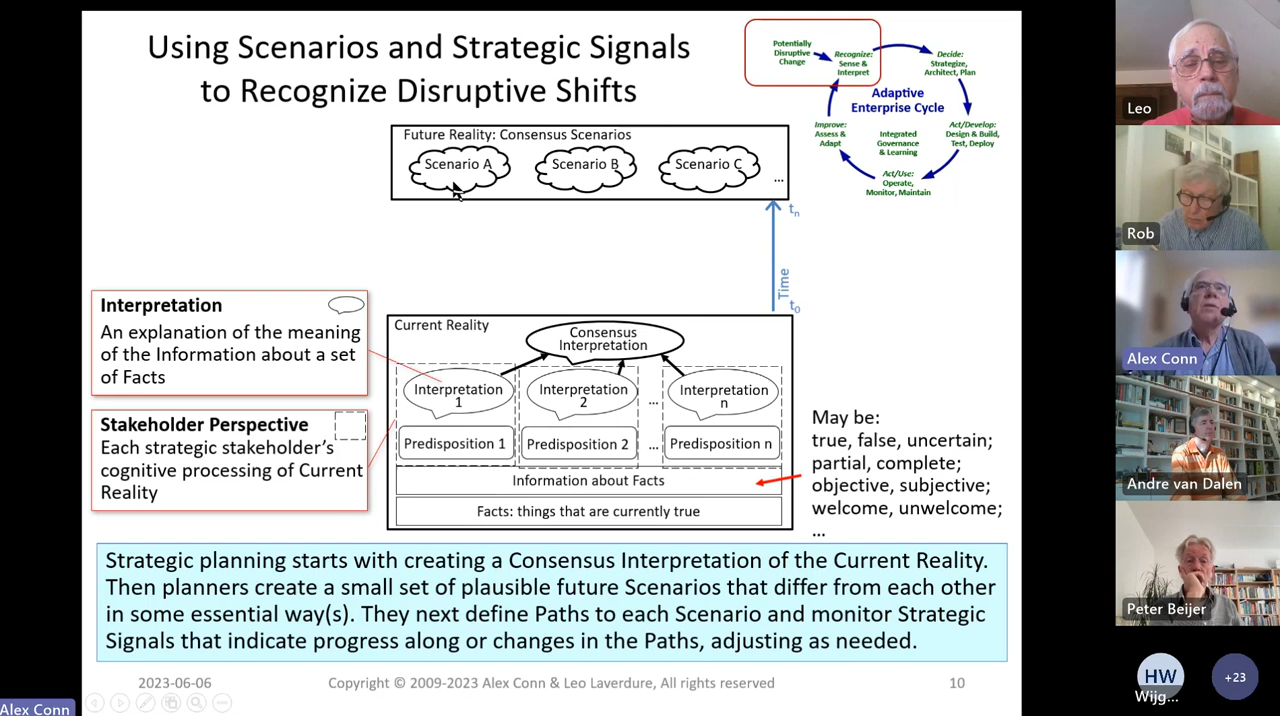 Using Scenarios and Strategic Signals
to Recognize Disruptive Shifts
Potentially
Disruptive
Change
Recognize:
Sense &
Interpret
Decide:
Strategize,
Architect, Plan
Adaptive
Enterprise Cycle
Improve:
Assess &
Adapt
Integrated
Governance
& Learning
Act/Develop:
Design & Build,
Test, Deploy
Act/Use:
Operate,
Monitor, Maintain
Future Reality: Consensus Scenarios
Scenario A
Scenario B
Scenario C
...
tn
Time
t0
Interpretation
An explanation of the meaning
of the Information about a set
of Facts
Stakeholder Perspective
Each strategic stakeholder's
cognitive processing of Current
Reality
Current Reality
Consensus
Interpretation
Interpretation
1
Interpretation
2
...
Interpretation
n
Predisposition 1
Predisposition 2
...
Predisposition n
Information about Facts
Facts: things that are currently true
May be:
true, false, uncertain;
partial, complete;
objective, subjective;
welcome, unwelcome;
...
Strategic planning starts with creating a Consensus Interpretation of the Current Reality.
Then planners create a small set of plausible future Scenarios that differ from each other
in some essential way(s). They next define Paths to each Scenario and monitor Strategic
Signals that indicate progress along or changes in the Paths, adjusting as needed.
2023-06-06
Copyright © 2009-2023 Alex Conn & Leo Laverdure, All rights reserved
10
Alex Conn
Leo
Rob
Alex Conn
Andre van Dalen
Peter Beijer
HW
Wijg...
+23